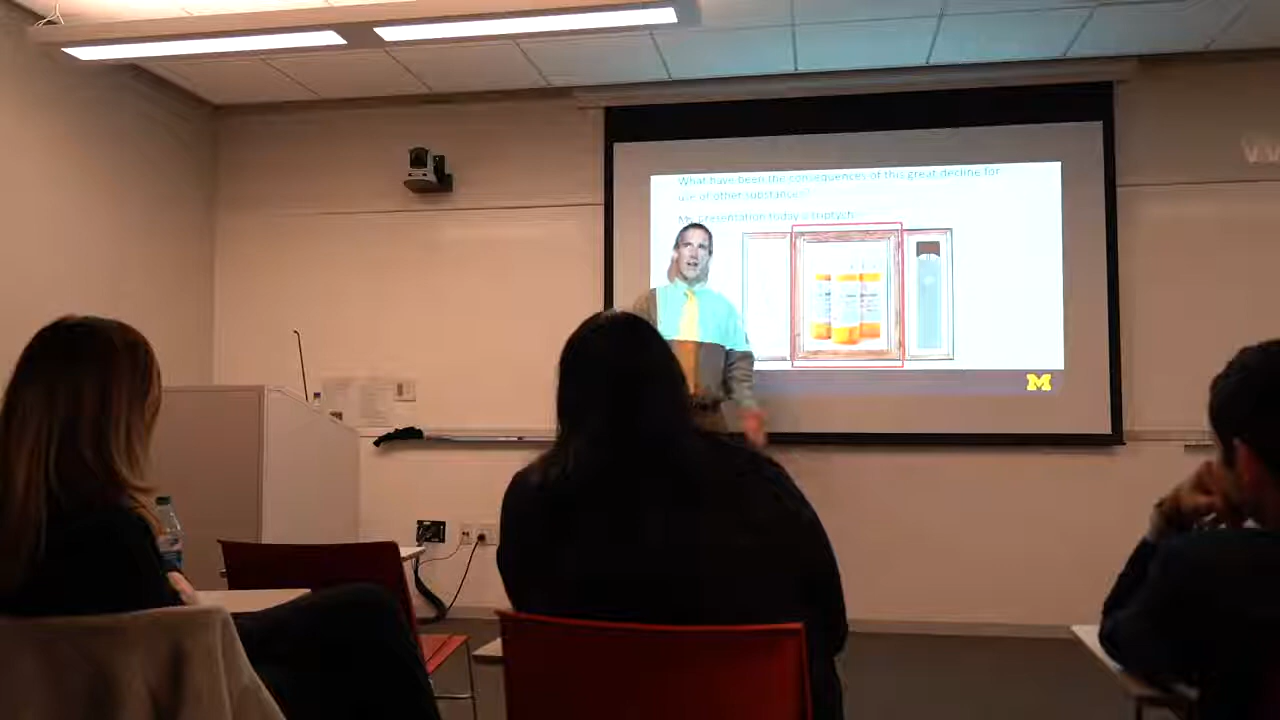 What have been the consequences of this great decline for
use of other substances?
My presentation today a triptych
M